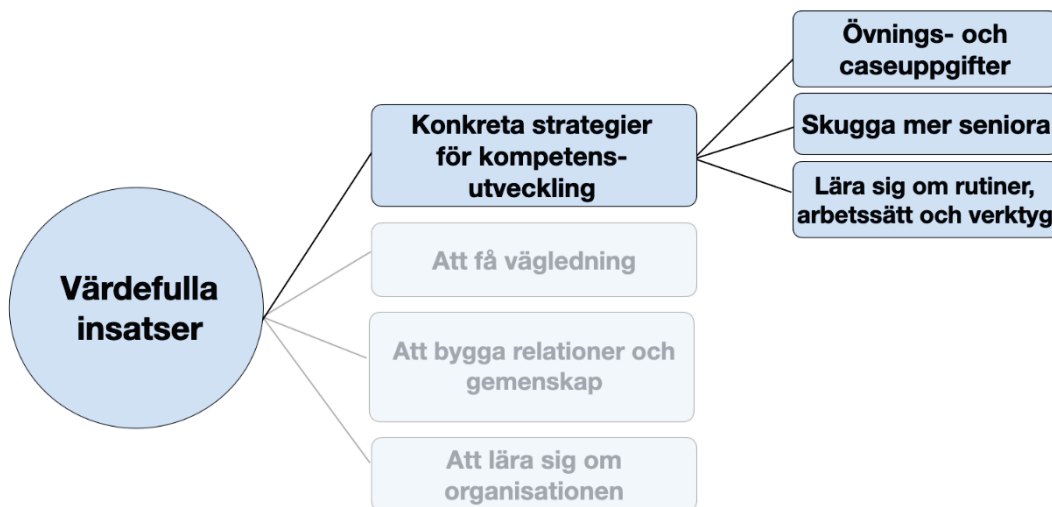 Värdefulla
insatser
Konkreta strategier
för kompetens-
utveckling
Att få vägledning
Att bygga relationer och
gemenskap
Att lära sig om
organisationen
Övnings- och
caseuppgifter
Skugga mer seniora
Lära sig om rutiner,
arbetssätt och verktyg